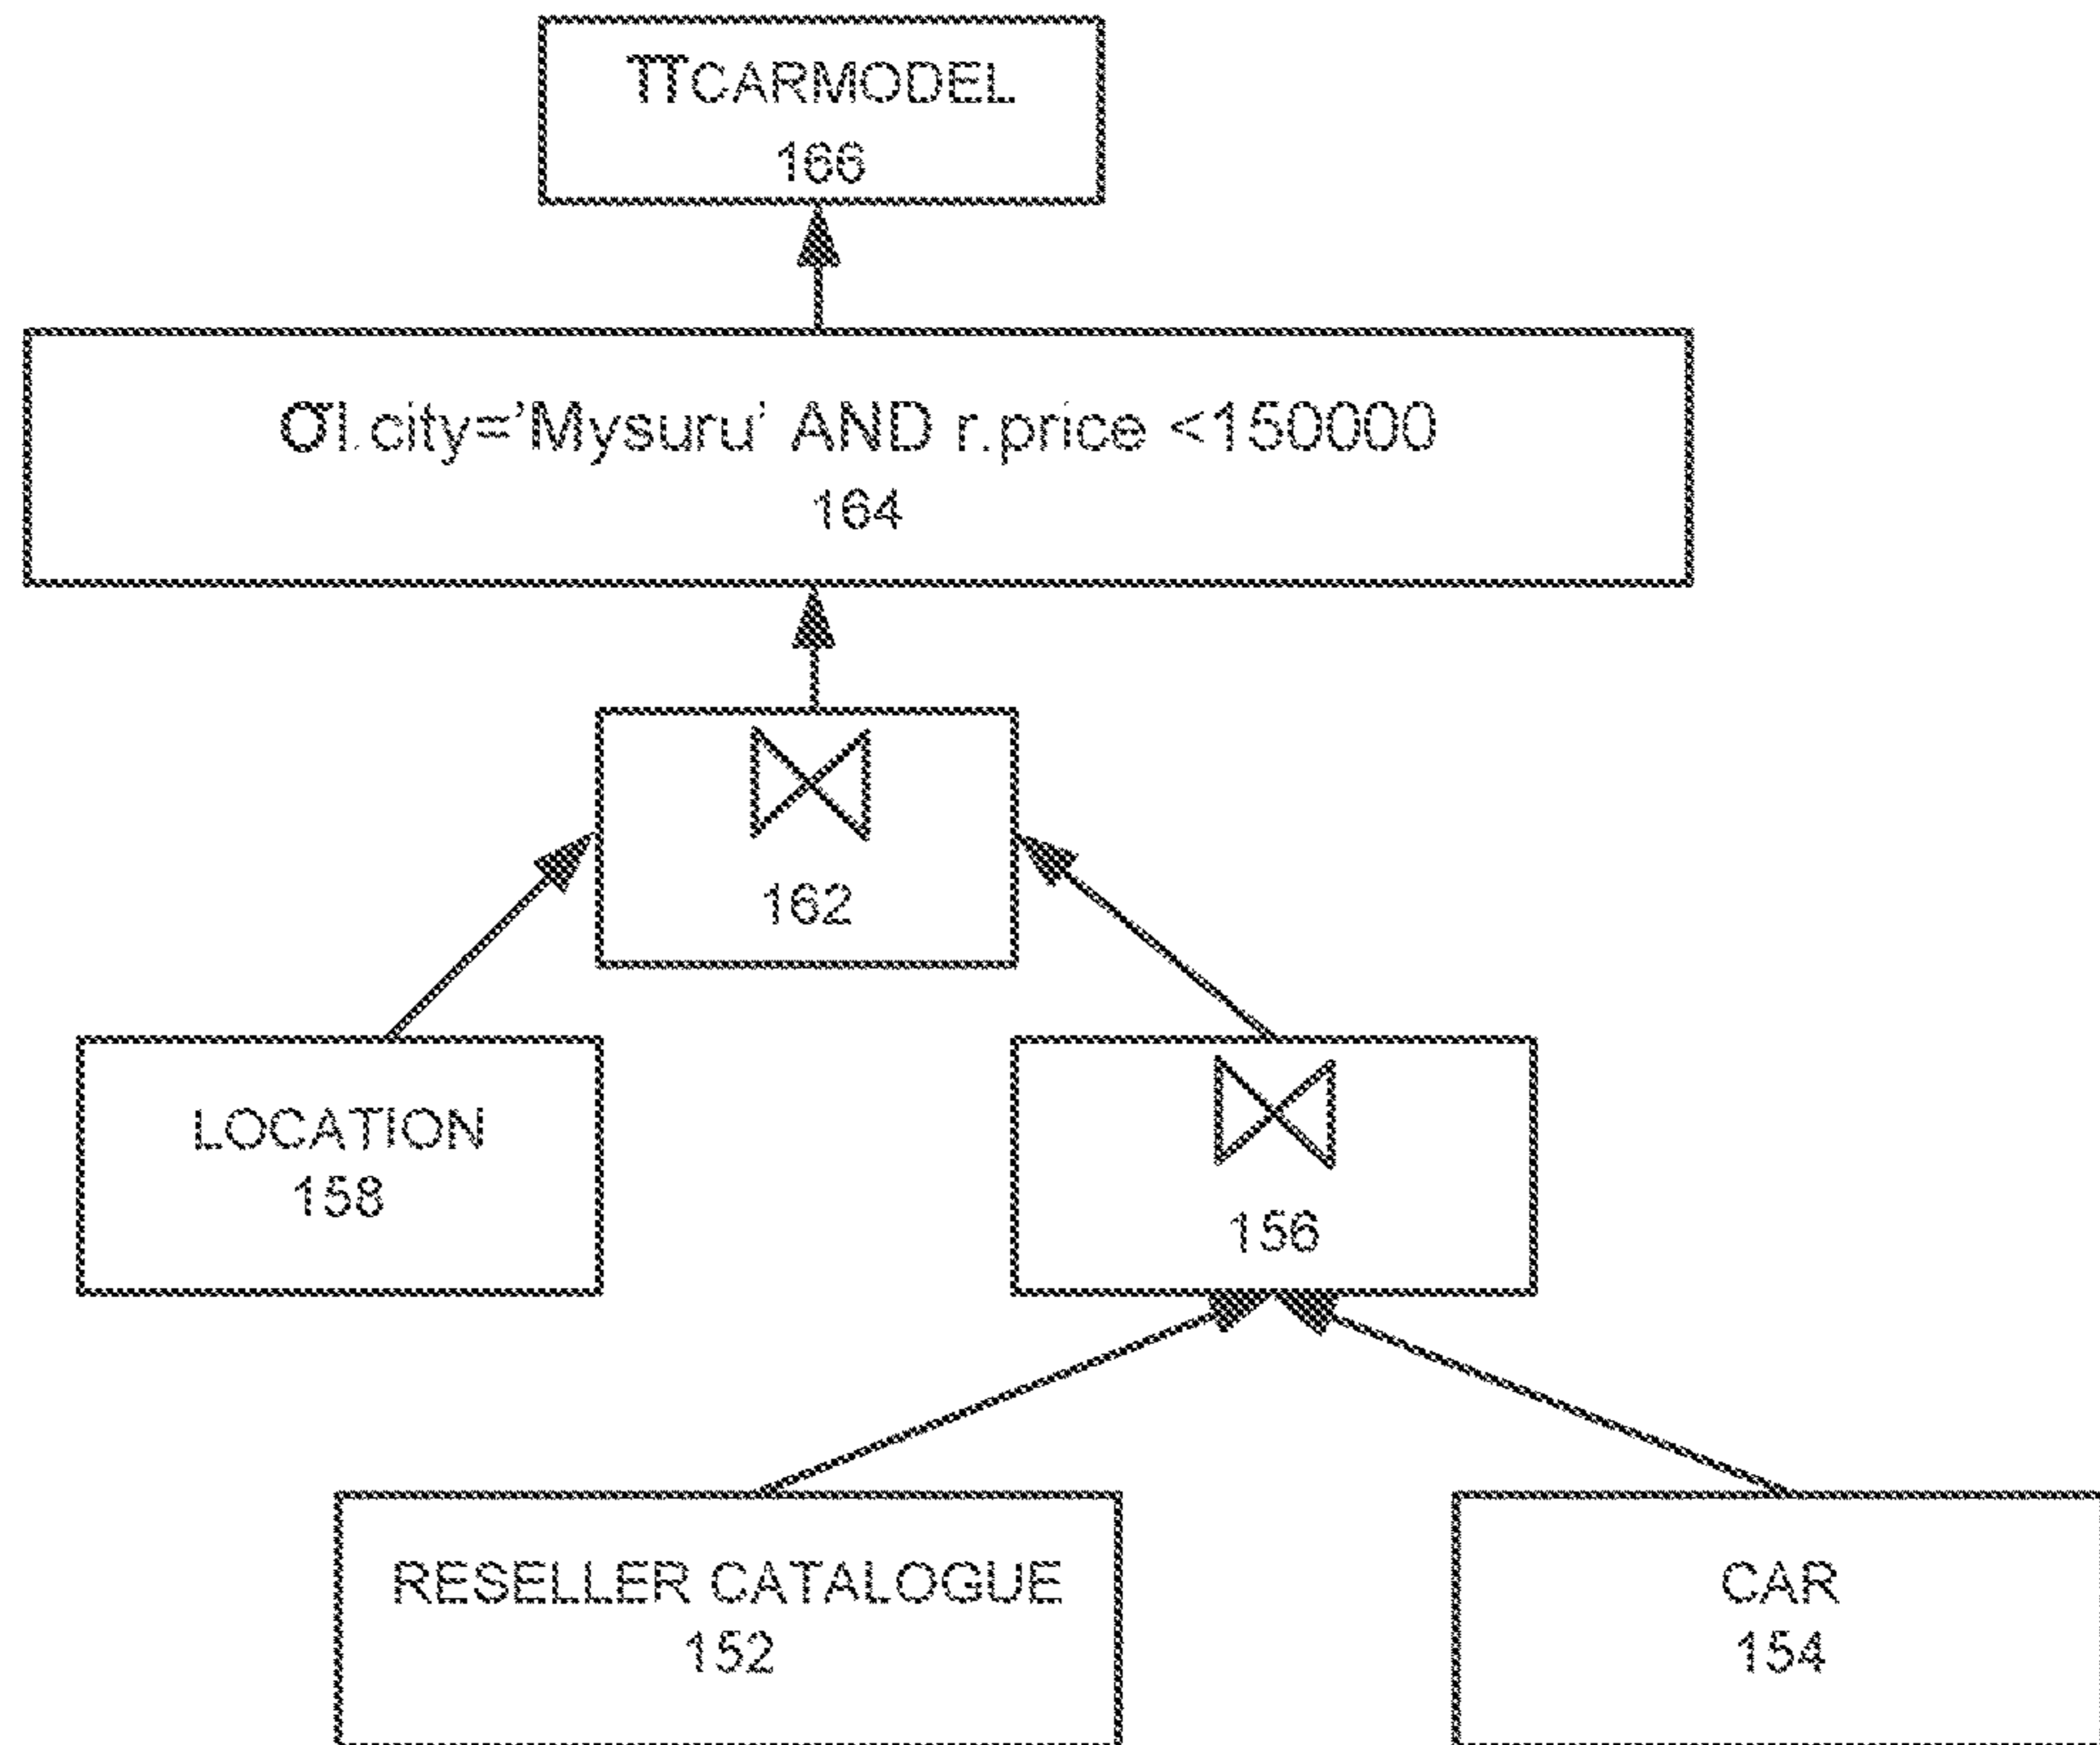 πCARMODEL
166
σl.city='Mysuru' AND r.price <150000
164
⋈
162
LOCATION
158
⋈
156
RESELLER CATALOGUE
152
CAR
154